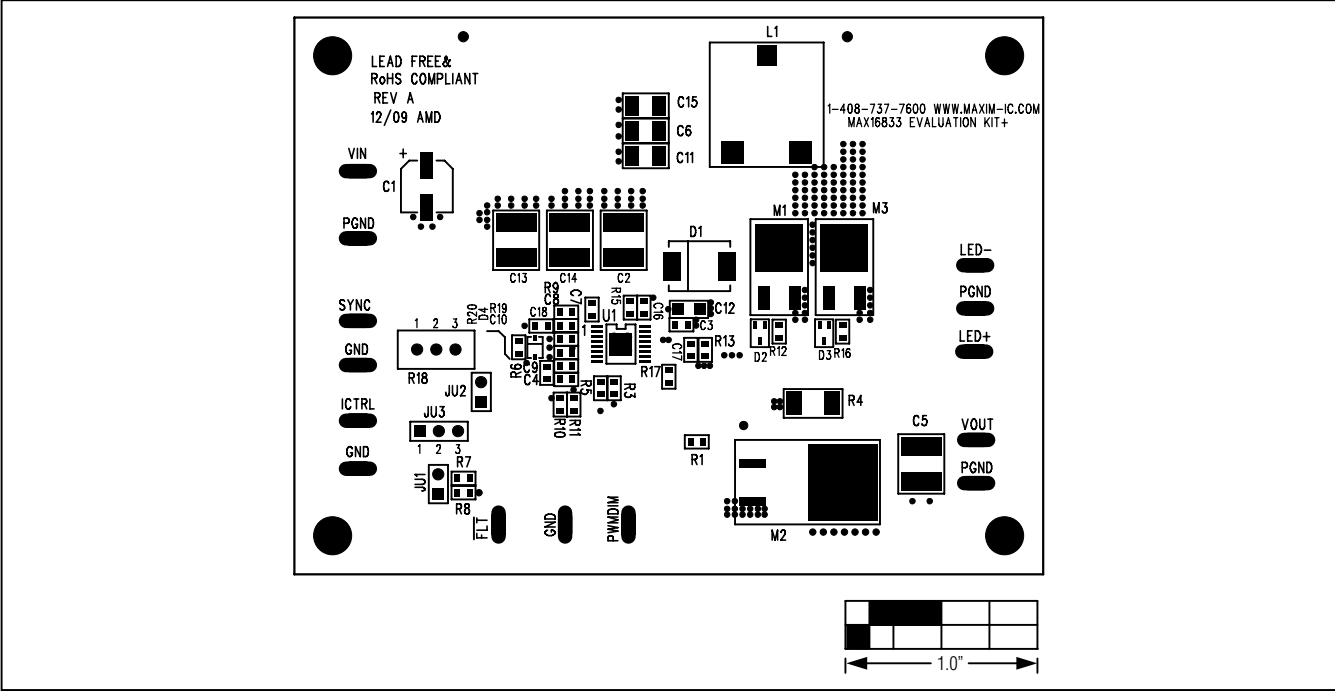 LEAD FREE&
RoHS COMPLIANT
REV A
12/09 AMD
L1
1-408-737-7600 WWW.MAXIM-IC.COM
MAX16833 EVALUATION KIT+
C15
C6
C11
VIN
+
C1
PGND
M1
M3
D1
C13
C14
C2
LED-
PGND
LED+
SYNC
GND
ICTRL
GND
1 2 3
R18
R20
D4
R19
C10
C18
R9
C8
C7
1
U1
R15
C16
C12
C3
R13
C17
R17
R6
C9
C4
R5
R3
R10
R11
D2
R12
D3
R16
JU2
JU3
1 2 3
JU1
R7
R8
R4
C5
VOUT
PGND
R1
M2
FLT
GND
PWMDIM
1.0"